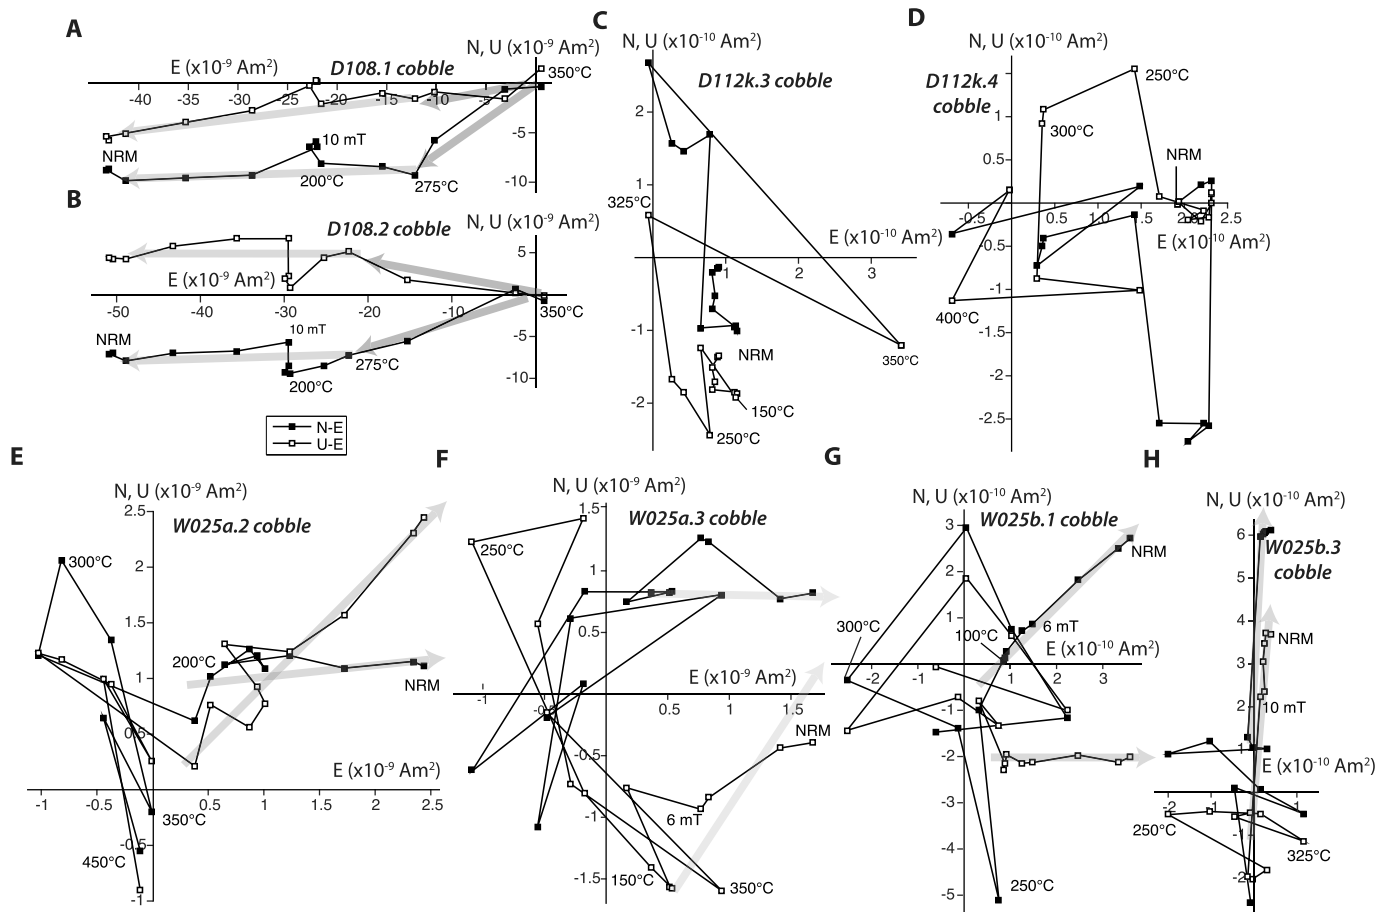 A
N, U (x10-9 Am2)
E (x10-9 Am2)
D108.1 cobble
350°C
-40 -35 -30 -25 -20 -15 -10 -5
10 mT
-5
NRM
200°C
275°C
-10
B
N, U (x10-9 Am2)
D108.2 cobble
5
E (x10-9 Am2)
-50 -40 -30 -20 -10
350°C
10 mT
NRM
-5
200°C
275°C
-10
N-E
U-E
C
N, U (x10-10 Am2)
D112k.3 cobble
2
1
325°C
E (x10-10 Am2)
1 2 3
-1
NRM
350°C
-2
150°C
250°C
D
N, U (x10-10 Am2)
D112k.4
cobble
250°C
1
300°C
0.5
NRM
-0.5 0.5 1 1.5 2.5
-0.5
E (x10-10 Am2)
-1
400°C
-1.5
-2
-2.5
E
N, U (x10-9 Am2)
2.5
W025a.2 cobble
300°C
2
1.5
200°C
1
NRM
0.5
E (x10-9 Am2)
-1 -0.5 0.5 1 1.5 2 2.5
350°C
-0.5
450°C
-1
F
N, U (x10-9 Am2)
1.5
W025a.3 cobble
250°C
1
0.5
E (x10-9 Am2)
-1 0.5 1 1.5
NRM
-0.5
6 mT
-1
150°C
350°C
-1.5
G
N, U (x10-10 Am2)
3
W025b.1 cobble
NRM
2
300°C
1
6 mT
100°C
E (x10-10 Am2)
-2 -1 1 2 3
-1
-2
-3
-4
250°C
-5
H
N, U (x10-10 Am2)
6
W025b.3
cobble
5
4
NRM
3
10 mT
2
1
E (x10-10 Am2)
-2 -1 1
250°C
-1
325°C
-2